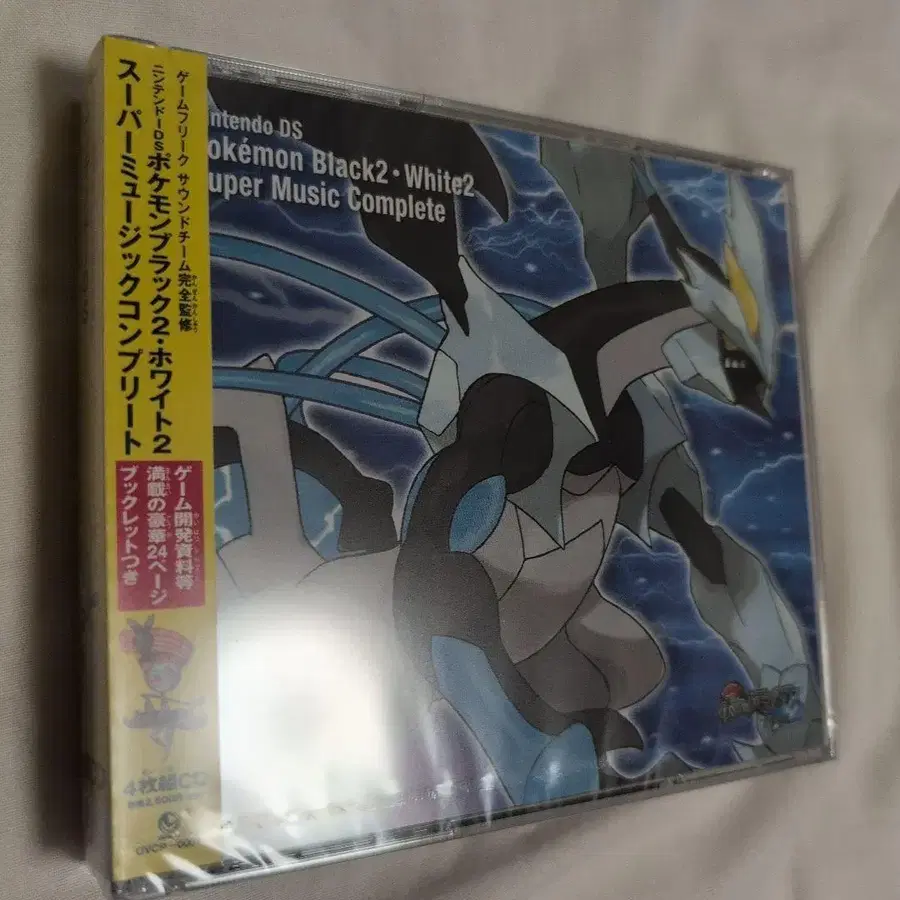 ゲームフリーク サウンドチーム完全監修
ニンテンドーDS ポケモンブラック2・ホワイト2
スーパーミュージックコンプリート
ゲーム開発資料等
満載の豪華24ページ
ブックレットつき
4枚組CD
ntendo DS
okémon Black2・White2
uper Music Complete